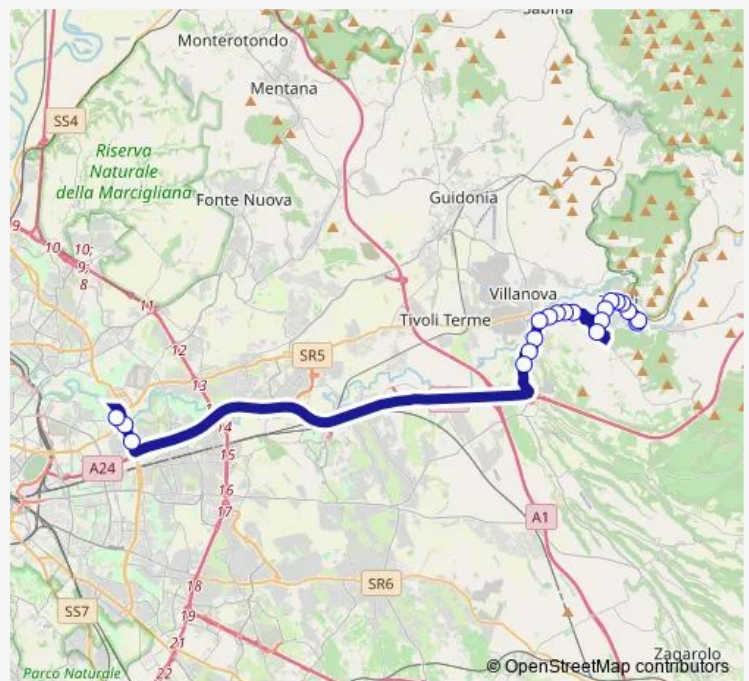 Monterotondo
Mentana
SS4
Riserva
Naturale
della Marcigliana
Fonte Nuova
Guidonia
9
10
10;
9;
8
11
Villanova
Tivoli Terme
12
SR5
13
14
15
A24
16
17
A1
18
SR6
SS7
19
21
22
Zagarolo
Parco Naturale
© OpenStreetMap contributors